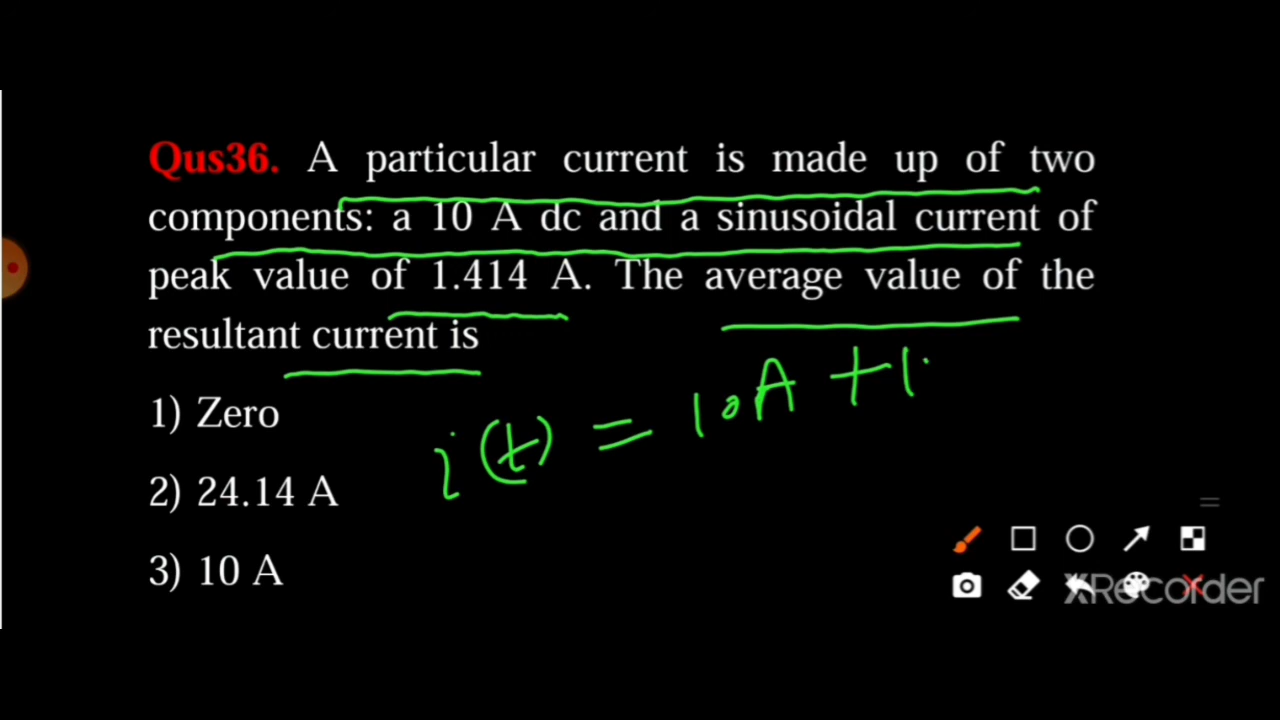 Qus36. A particular current is made up of two
components: a 10 A dc and a sinusoidal current of
peak value of 1.414 A. The average value of the
resultant current is
1) Zero
i(t) = 10A + 1.
2) 24.14 A
3) 10 A
XRecorder